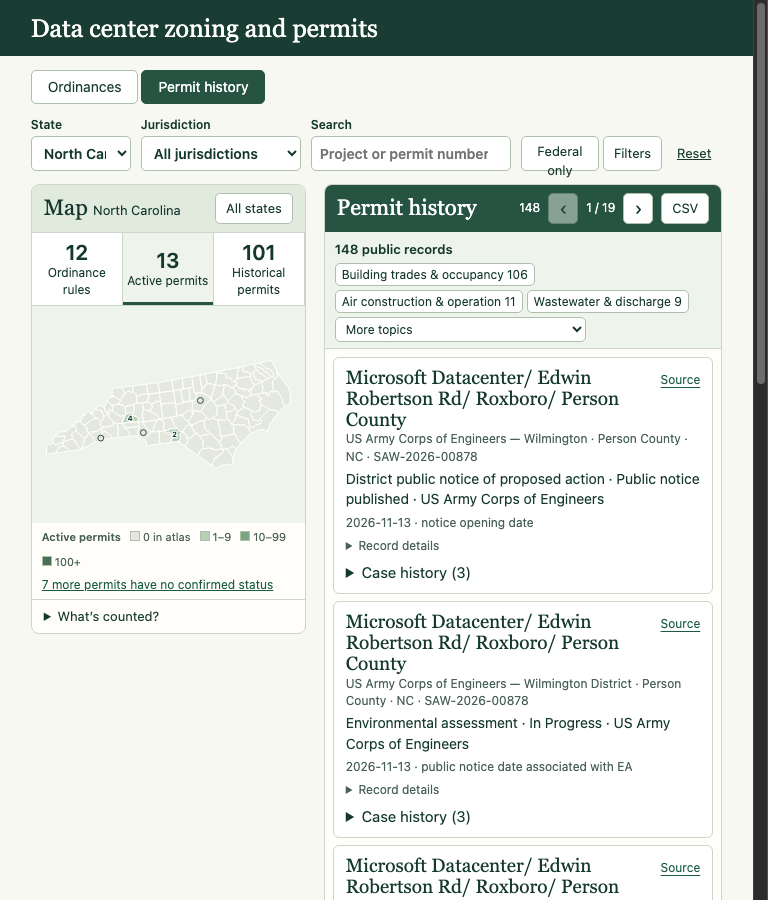 Data center zoning and permits
Ordinances
Permit history
State
Jurisdiction
Search
North Car
All jurisdictions
Project or permit number
Federal
only
Filters
Reset
Map North Carolina
All states
12
Ordinance
rules
13
Active permits
101
Historical
permits
4
2
Active permits 0 in atlas 1–9 10–99
100+
7 more permits have no confirmed status
What's counted?
Permit history
148 ‹ 1 / 19 › CSV
148 public records
Building trades & occupancy 106
Air construction & operation 11
Wastewater & discharge 9
More topics
Microsoft Datacenter/ Edwin
Robertson Rd/ Roxboro/ Person
County
Source
US Army Corps of Engineers — Wilmington · Person County ·
NC · SAW-2026-00878
District public notice of proposed action · Public notice
published · US Army Corps of Engineers
2026-11-13 · notice opening date
Record details
Case history (3)
Microsoft Datacenter/ Edwin
Robertson Rd/ Roxboro/ Person
County
Source
US Army Corps of Engineers — Wilmington District · Person
County · NC · SAW-2026-00878
Environmental assessment · In Progress · US Army
Corps of Engineers
2026-11-13 · public notice date associated with EA
Record details
Case history (3)
Microsoft Datacenter/ Edwin
Robertson Rd/ Roxboro/ Person
Source